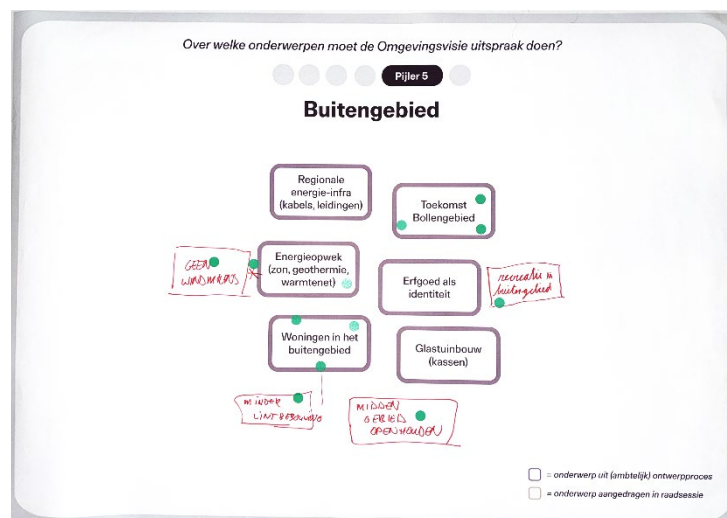 Over welke onderwerpen moet de Omgevingsvisie uitspraak doen?
Pijler 5
Buitengebied
Regionale
energie-infra
(kabels, leidingen)
Toekomst
Bollengebied
GEEN
WINDMOLENS
Energieopwek
(zon, geothermie,
warmtenet)
Erfgoed als
identiteit
recreatie in
buitengebied
Woningen in het
buitengebied
Glastuinbouw
(kassen)
MINDER
LINTBEBOUWING
MIDDEN
GEBIED
OPENHOUDEN
= onderwerp uit (ambtelijk) ontwerpproces
= onderwerp aangedragen in raadsessie